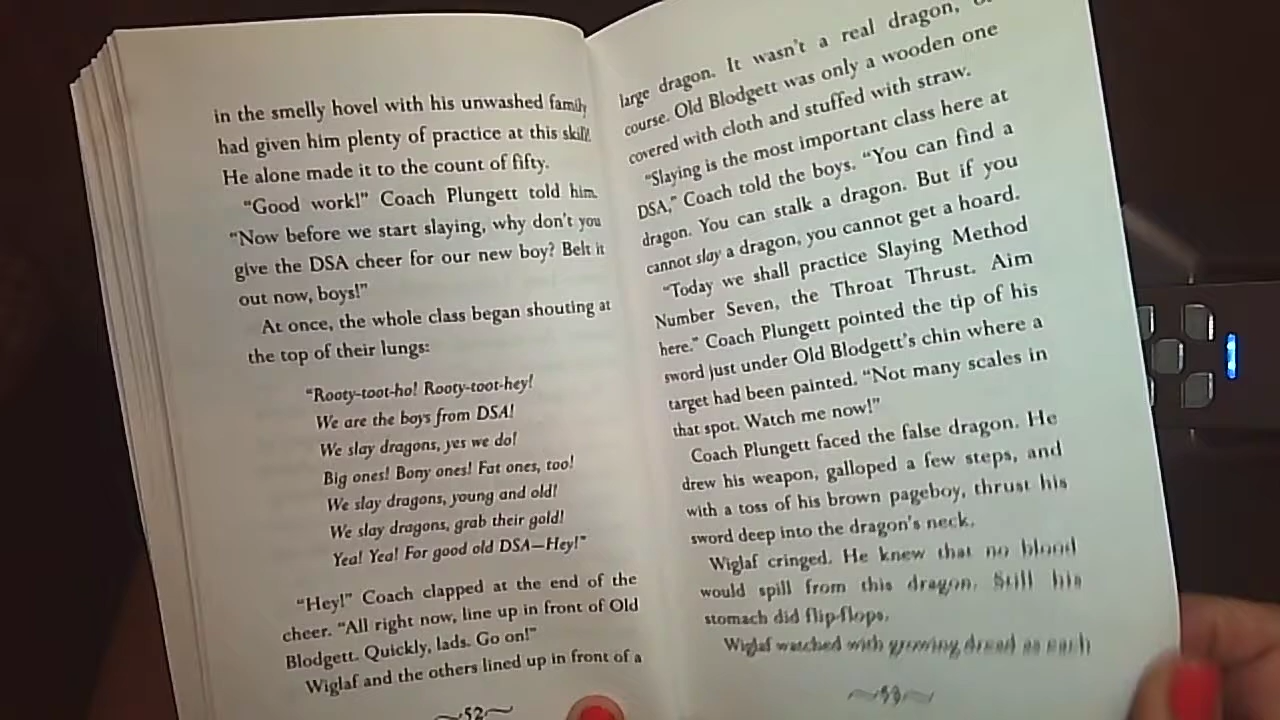 in the smelly hovel with his unwashed family
had given him plenty of practice at this skill.
He alone made it to the count of fifty.
"Good work!" Coach Plungett told him.
"Now before we start slaying, why don't you
give the DSA cheer for our new boy? Belt it
out now, boys!"
At once, the whole class began shouting at
the top of their lungs:
"Rooty-toot-ho! Rooty-toot-hey!
We are the boys from DSA!
We slay dragons, yes we do!
Big ones! Bony ones! Fat ones, too!
We slay dragons, young and old!
We slay dragons, grab their gold!
Yea! Yea! For good old DSA—Hey!"
"Hey!" Coach clapped at the end of the
cheer. "All right now, line up in front of Old
Blodgett. Quickly, lads. Go on!"
Wiglaf and the others lined up in front of a
52
large dragon. It wasn't a real dragon,
course. Old Blodgett was only a wooden one
covered with cloth and stuffed with straw.
"Slaying is the most important class here at
DSA," Coach told the boys. "You can find a
dragon. You can stalk a dragon. But if you
cannot slay a dragon, you cannot get a hoard.
"Today we shall practice Slaying Method
Number Seven, the Throat Thrust. Aim
here." Coach Plungett pointed the tip of his
sword just under Old Blodgett's chin where a
target had been painted. "Not many scales in
that spot. Watch me now!"
Coach Plungett faced the false dragon. He
drew his weapon, galloped a few steps, and
with a toss of his brown pageboy, thrust his
sword deep into the dragon's neck.
Wiglaf cringed. He knew that no blood
would spill from this dragon. Still his
stomach did flip-flops.
Wiglaf watched with growing dread as each
53